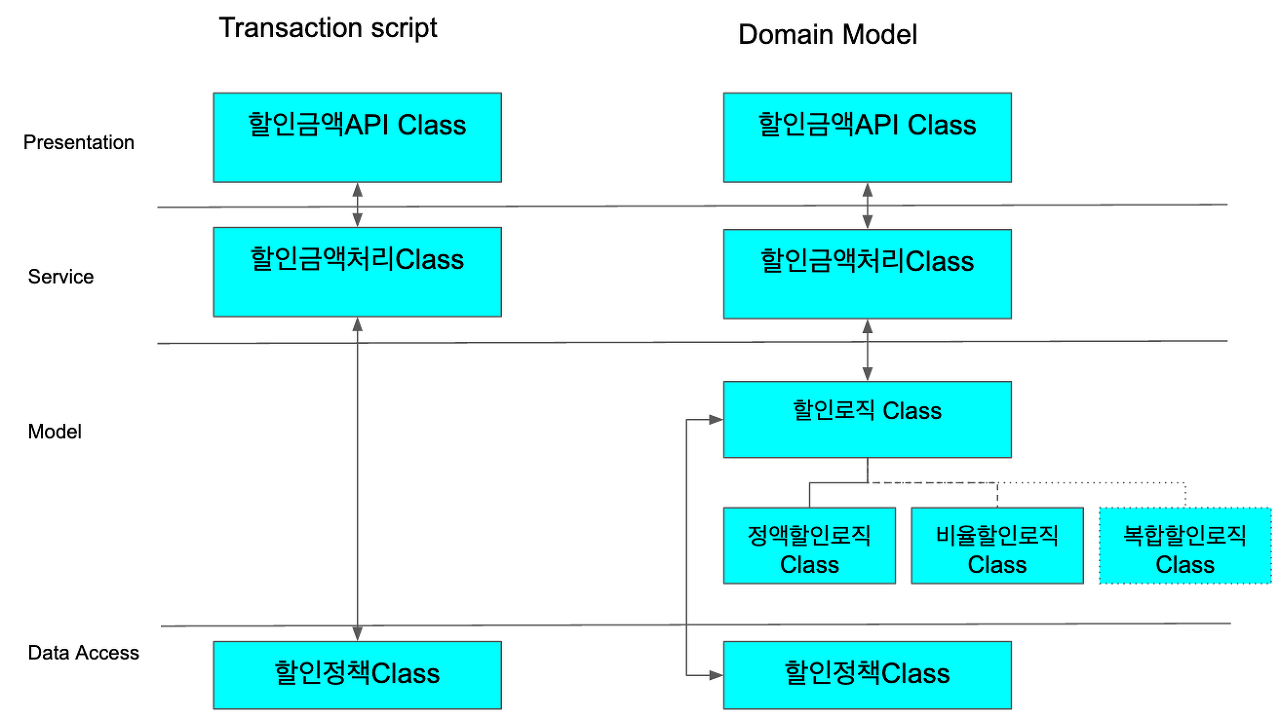 Transaction script
Domain Model
Presentation
할인금액API Class
할인금액API Class
Service
할인금액처리Class
할인금액처리Class
Model
할인로직 Class
정액할인로직
Class
비율할인로직
Class
복합할인로직
Class
Data Access
할인정책Class
할인정책Class